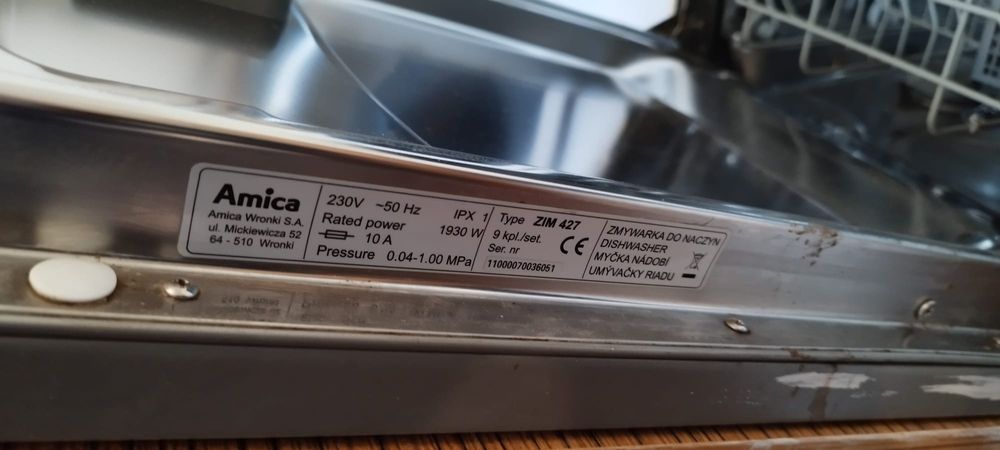 Amica
Amica Wronki S.A.
ul. Mickiewicza 52
64 - 510 Wronki
230V ~50 Hz IPX 1
Rated power 1930 W
10 A
Pressure 0.04-1.00 MPa
Type ZIM 427
9 kpl./set.
Ser. nr
11000070036051
CE
ZMYWARKA DO NACZYN
DISHWASHER
MYČKA NÁDOBÍ
UMÝVAČKY RIADU